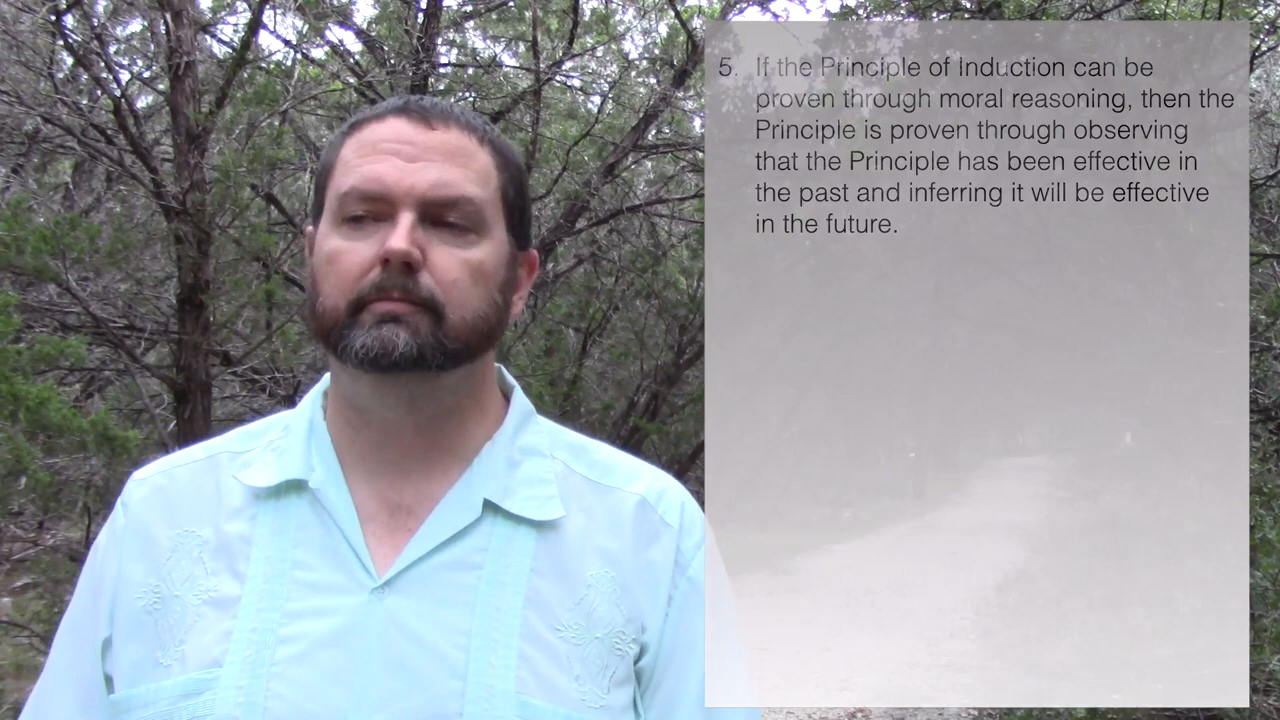 5. If the Principle of Induction can be
proven through moral reasoning, then the
Principle is proven through observing
that the Principle has been effective in
the past and inferring it will be effective
in the future.